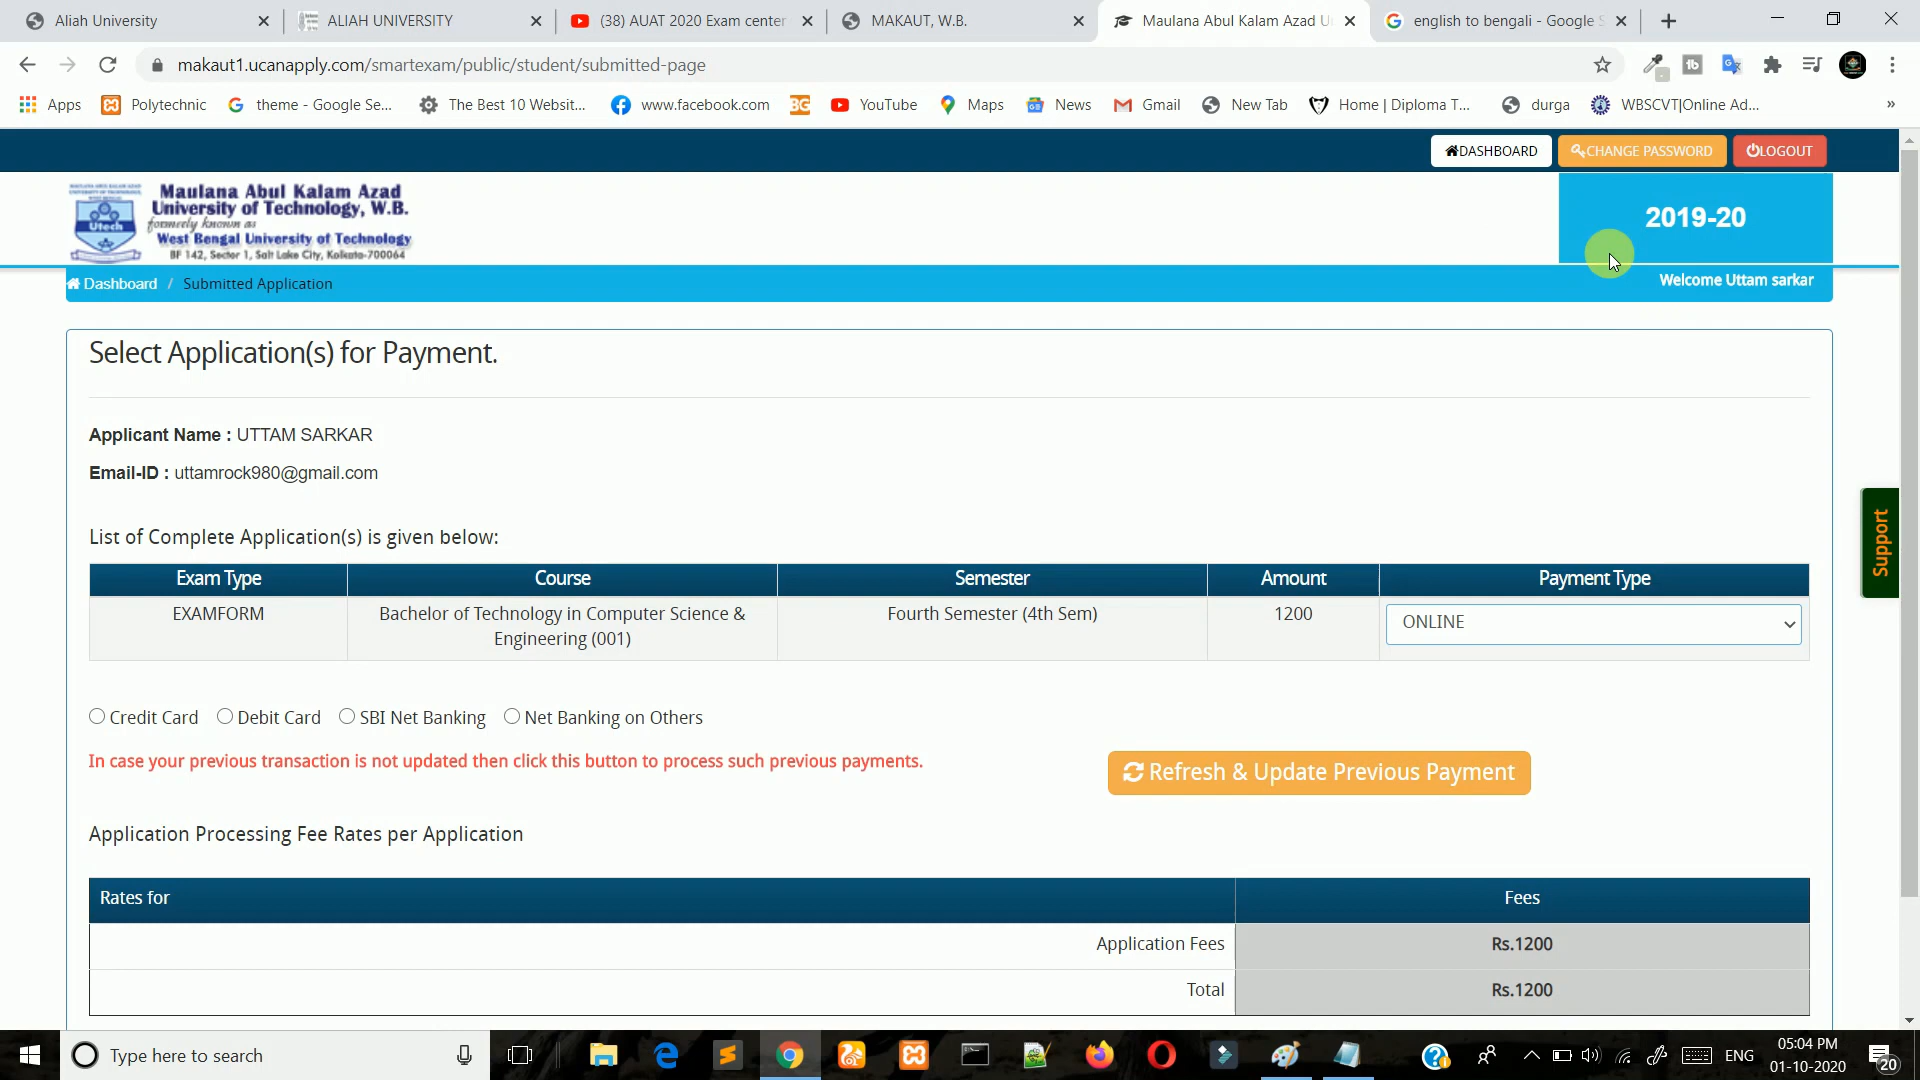 Aliah University
ALIAH UNIVERSITY
(38) AUAT 2020 Exam center
MAKAUT, W.B.
Maulana Abul Kalam Azad U
english to bengali - Google S
makaut1.ucanapply.com/smartexam/public/student/submitted-page
Apps
Polytechnic
theme - Google Se...
The Best 10 Websit...
www.facebook.com
BG
YouTube
Maps
News
Gmail
New Tab
Home | Diploma T...
durga
WBSCVT|Online Ad...
»
DASHBOARD
CHANGE PASSWORD
LOGOUT
Utech
Maulana Abul Kalam Azad
University of Technology, W.B.
formerly known as
West Bengal University of Technology
BF 142, Sector 1, Salt Lake City, Kolkata-700064
2019-20
Dashboard / Submitted Application
Welcome Uttam sarkar
Select Application(s) for Payment.
Applicant Name : UTTAM SARKAR
Email-ID : uttamrock980@gmail.com
Support
List of Complete Application(s) is given below:
Exam Type Course Semester Amount Payment Type
EXAMFORM Bachelor of Technology in Computer Science & Fourth Semester (4th Sem) 1200 ONLINE
Engineering (001)
Credit Card Debit Card SBI Net Banking Net Banking on Others
In case your previous transaction is not updated then click this button to process such previous payments.
Refresh & Update Previous Payment
Application Processing Fee Rates per Application
Rates for Fees
Application Fees Rs.1200
Total Rs.1200
Type here to search
ENG
05:04 PM
01-10-2020
20